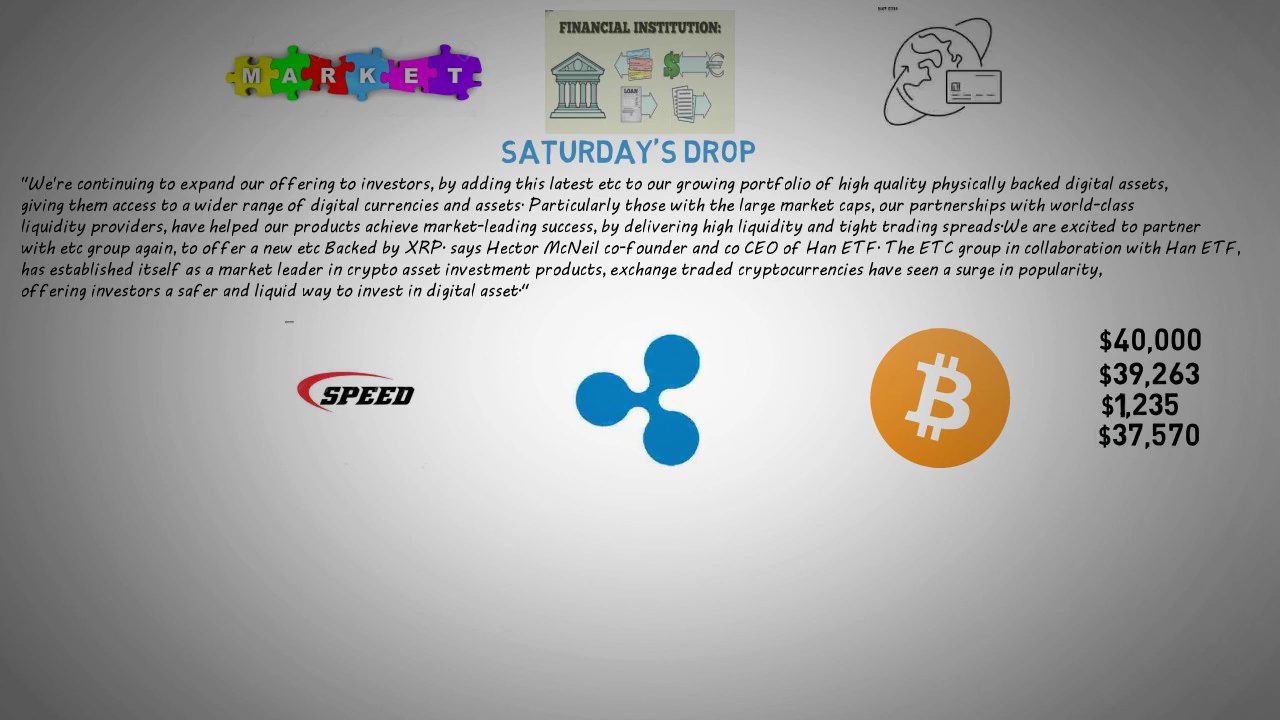 MARKET
FINANCIAL INSTITUTION:
LOAN
SATURDAY'S DROP
"We're continuing to expand our offering to investors, by adding this latest etc to our growing portfolio of high quality physically backed digital assets,
giving them access to a wider range of digital currencies and assets. Particularly those with the large market caps, our partnerships with world-class
liquidity providers, have helped our products achieve market-leading success, by delivering high liquidity and tight trading spreads.We are excited to partner
with etc group again, to offer a new etc Backed by XRP. says Hector McNeil co-founder and co CEO of Han ETF. The ETC group in collaboration with Han ETF,
has established itself as a market leader in crypto asset investment products, exchange traded cryptocurrencies have seen a surge in popularity,
offering investors a safer and liquid way to invest in digital asset."
SPEED
$40,000
$39,263
$1,235
$37,570